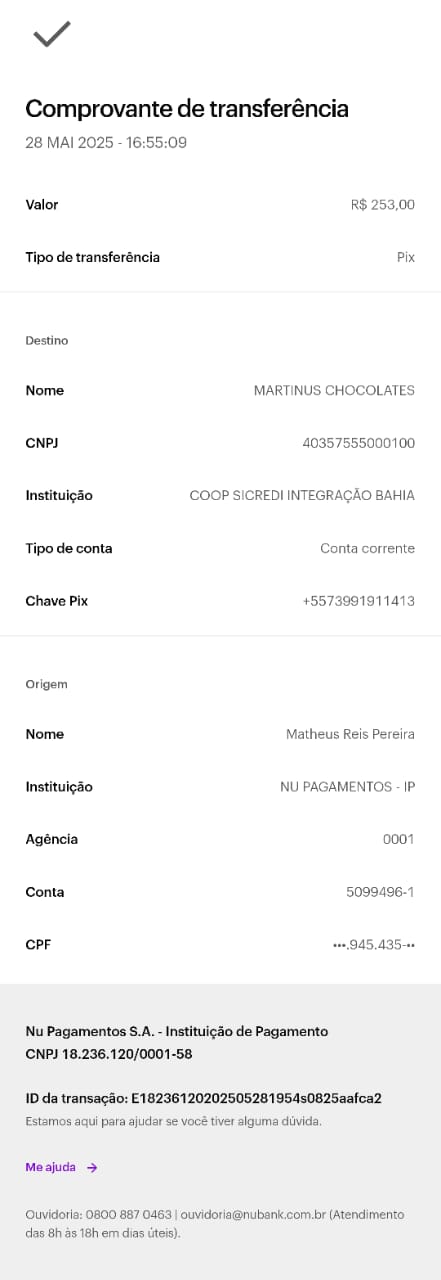 Comprovante de transferência
28 MAI 2025 - 16:55:09
Valor R$ 253,00
Tipo de transferência Pix
Destino
Nome MARTINUS CHOCOLATES
CNPJ 40357555000100
Instituição COOP SICREDI INTEGRAÇÃO BAHIA
Tipo de conta Conta corrente
Chave Pix +5573991911413
Origem
Nome Matheus Reis Pereira
Instituição NU PAGAMENTOS - IP
Agência 0001
Conta 5099496-1
CPF •••.945.435-••
Nu Pagamentos S.A. - Instituição de Pagamento
CNPJ 18.236.120/0001-58
ID da transação: E18236120202505281954s0825aafca2
Estamos aqui para ajudar se você tiver alguma dúvida.
Me ajuda →
Ouvidoria: 0800 887 0463 | ouvidoria@nubank.com.br (Atendimento
das 8h às 18h em dias úteis).